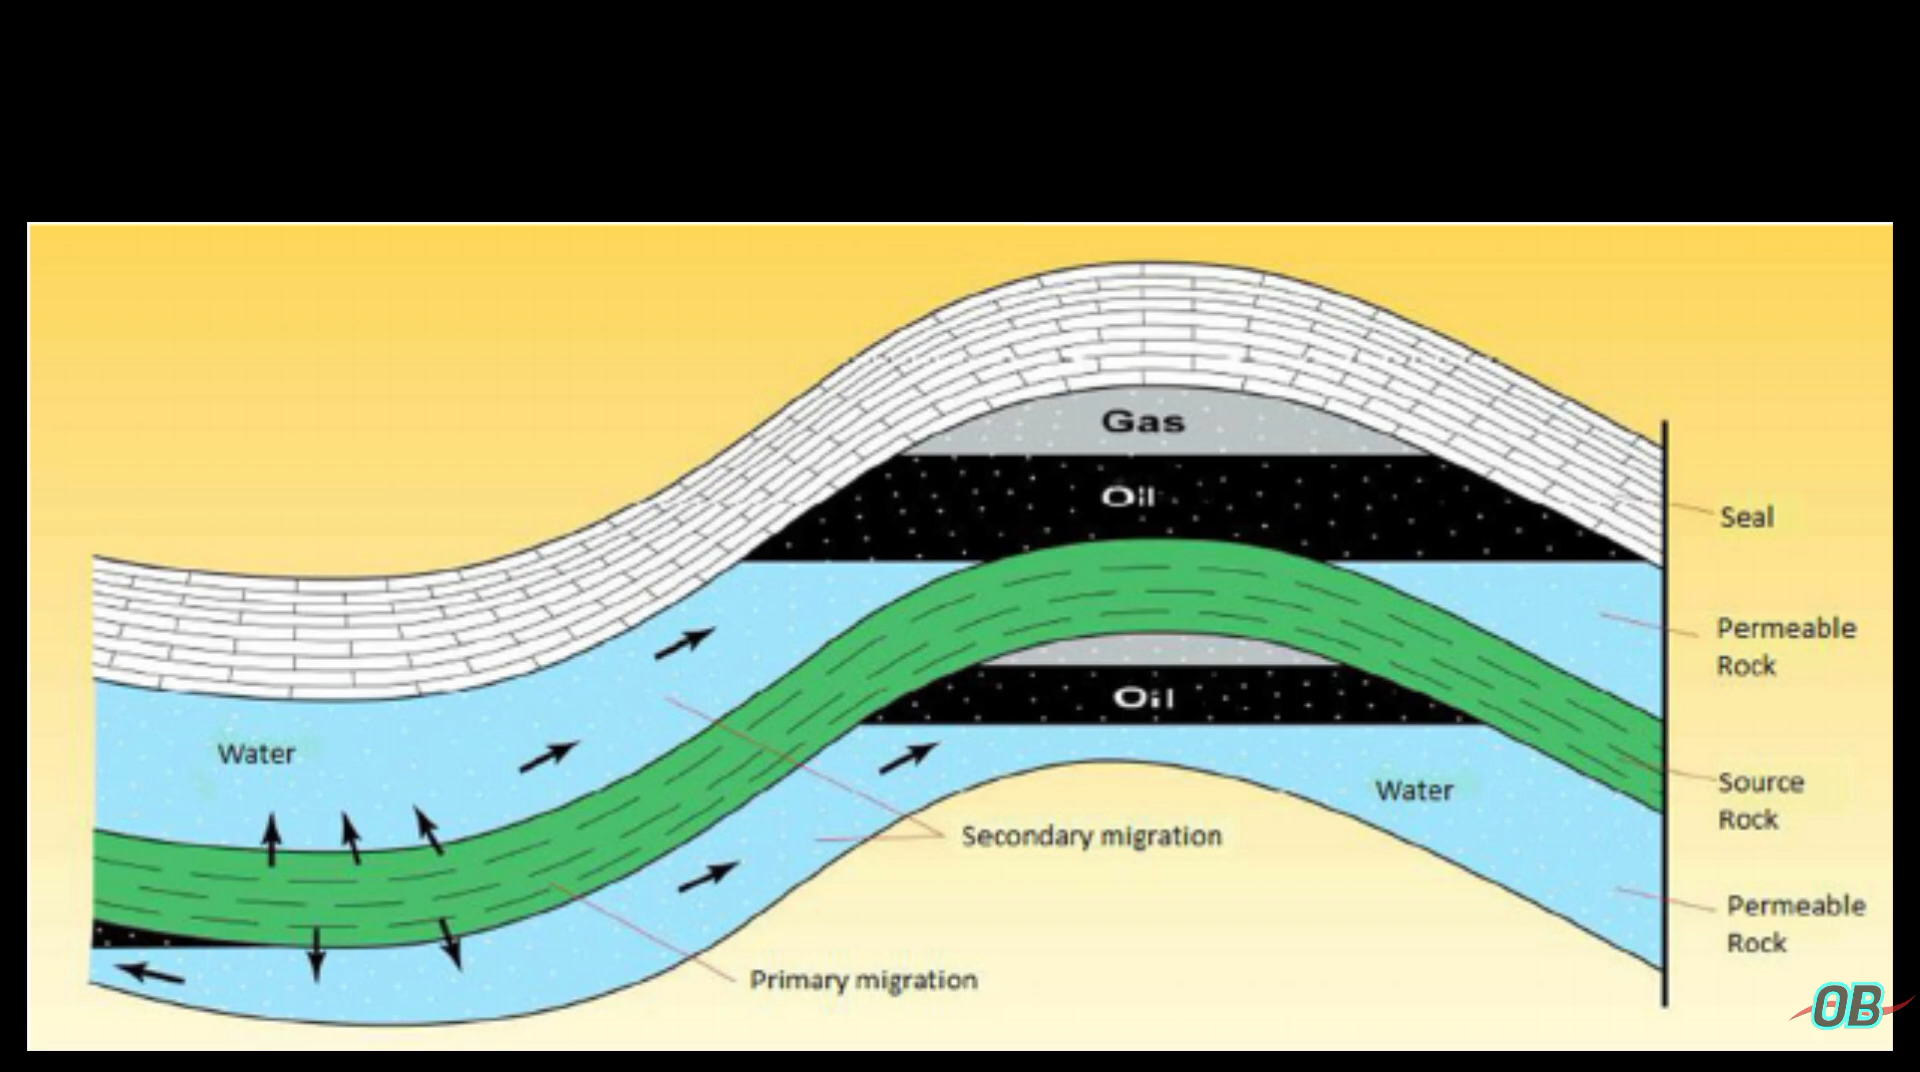 Gas
Oil
Seal
Permeable
Rock
Oil
Water
Source
Rock
Water
Secondary migration
Permeable
Rock
Primary migration
OB